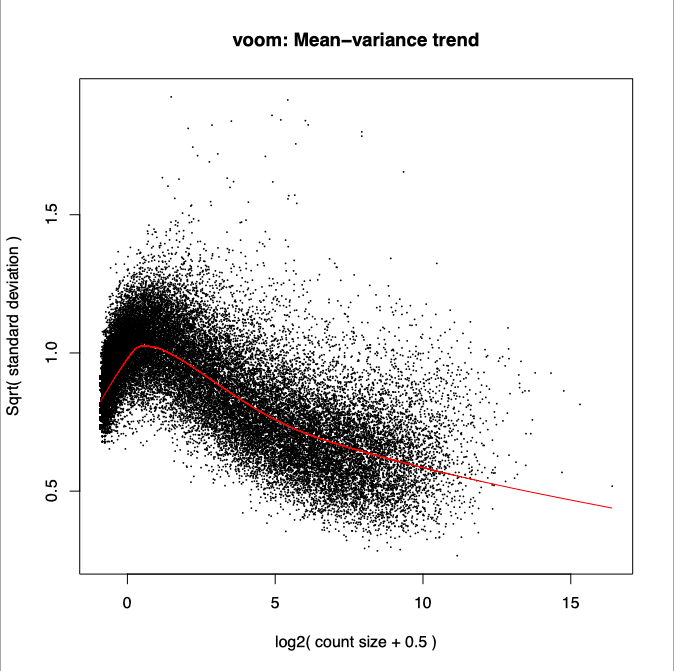 voom: Mean−variance trend
Sqrt( standard deviation )
1.5
1.0
0.5
0 5 10 15
log2( count size + 0.5 )